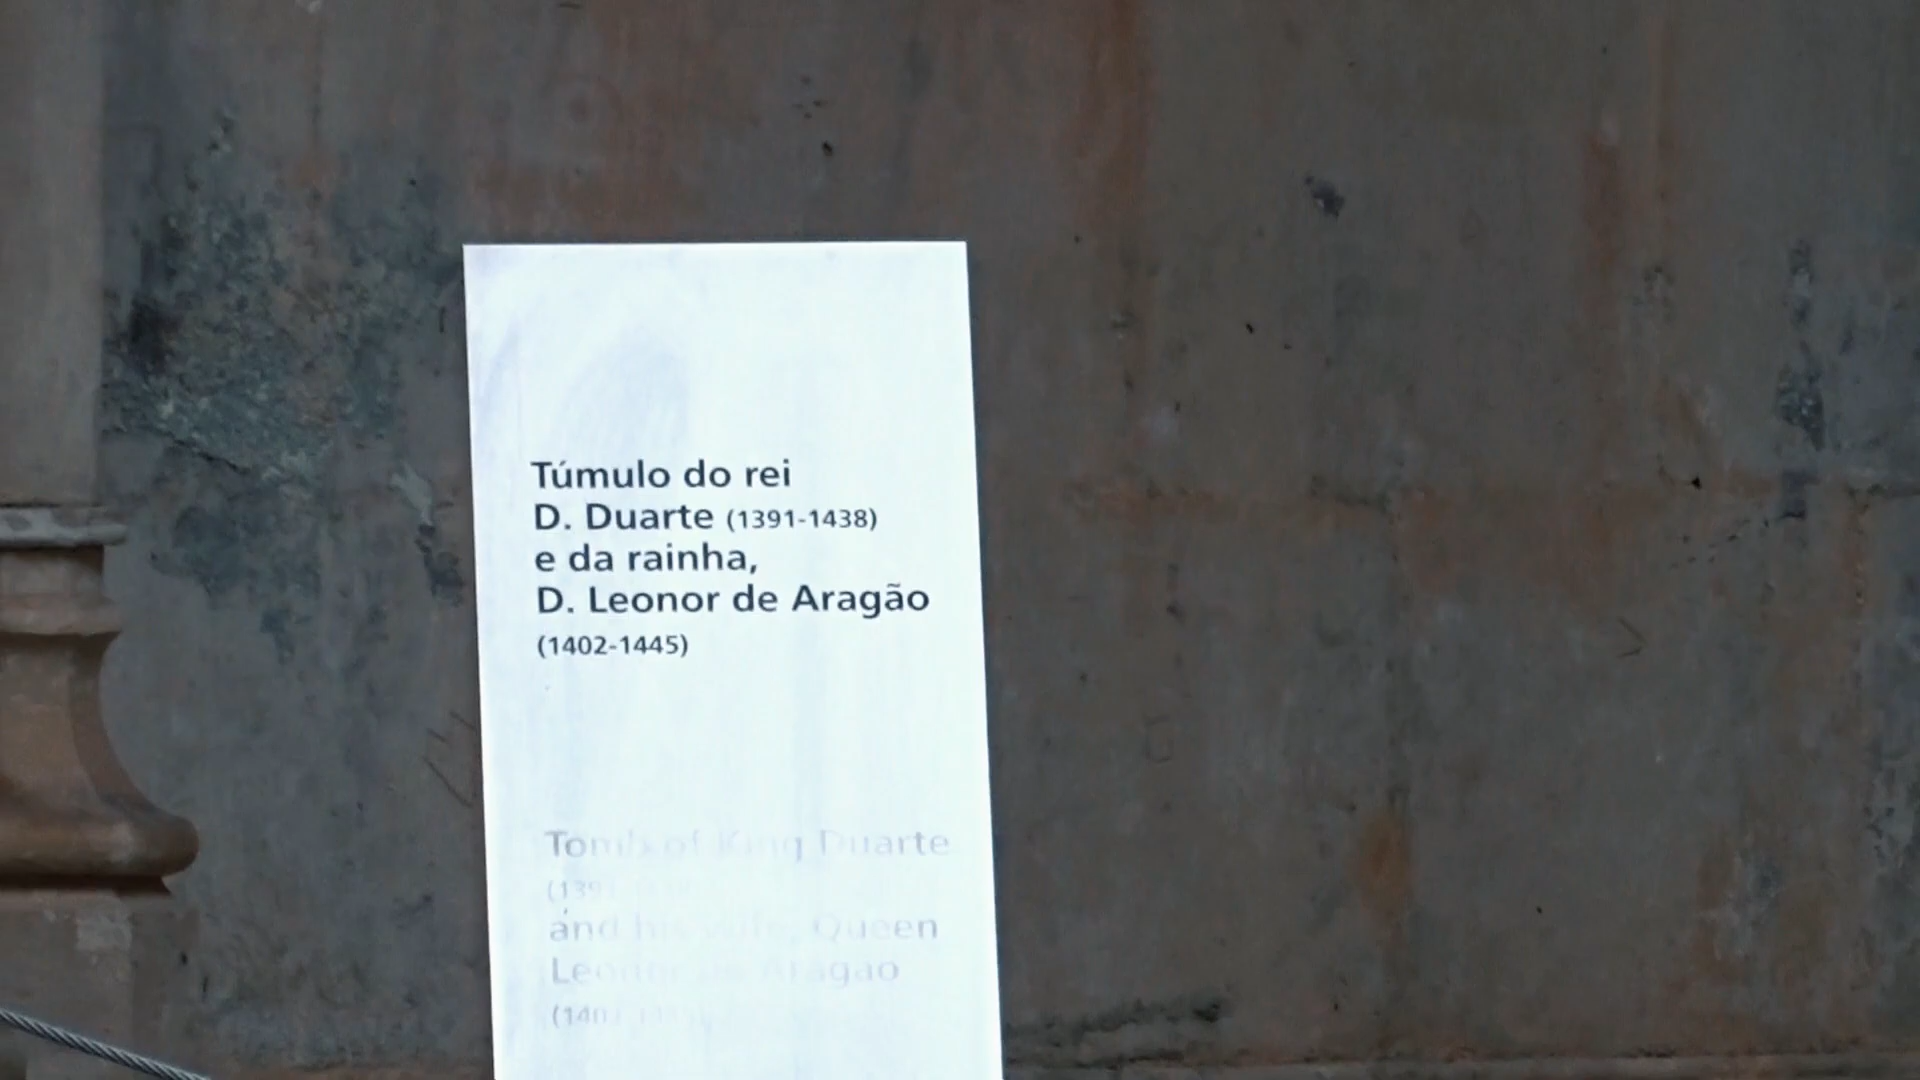 Túmulo do rei
D. Duarte (1391-1438)
e da rainha,
D. Leonor de Aragão
(1402-1445)
Tomb of King Duarte
and his wife, Queen
Leonor de Aragao